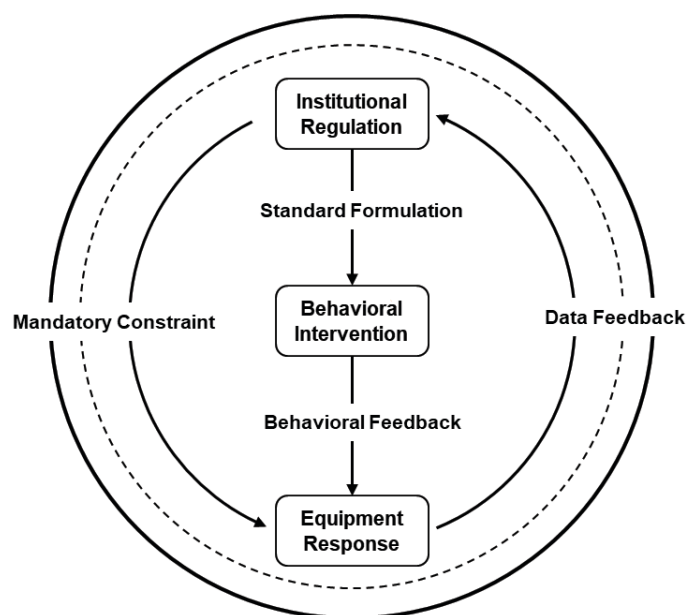 Institutional
Regulation
Standard Formulation
Mandatory Constraint
Behavioral
Intervention
Data Feedback
Behavioral Feedback
Equipment
Response